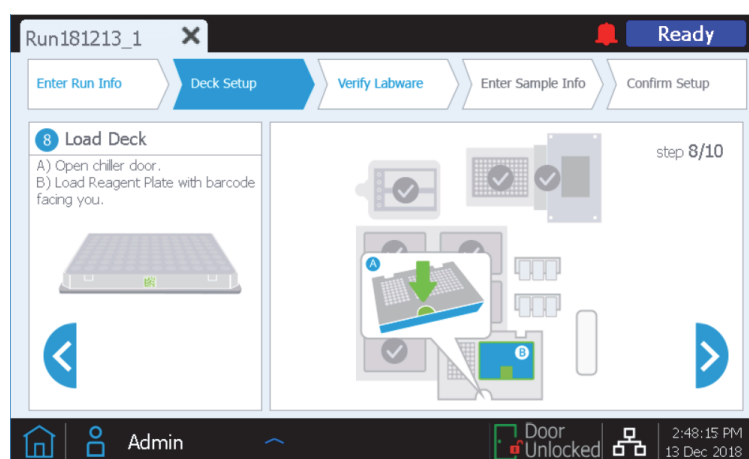 Run181213_1
Ready
Enter Run Info
Deck Setup
Verify Labware
Enter Sample Info
Confirm Setup
8 Load Deck
A) Open chiller door.
B) Load Reagent Plate with barcode
facing you.
step 8/10
A
B
Admin
Door
Unlocked
2:48:15 PM
13 Dec 2018